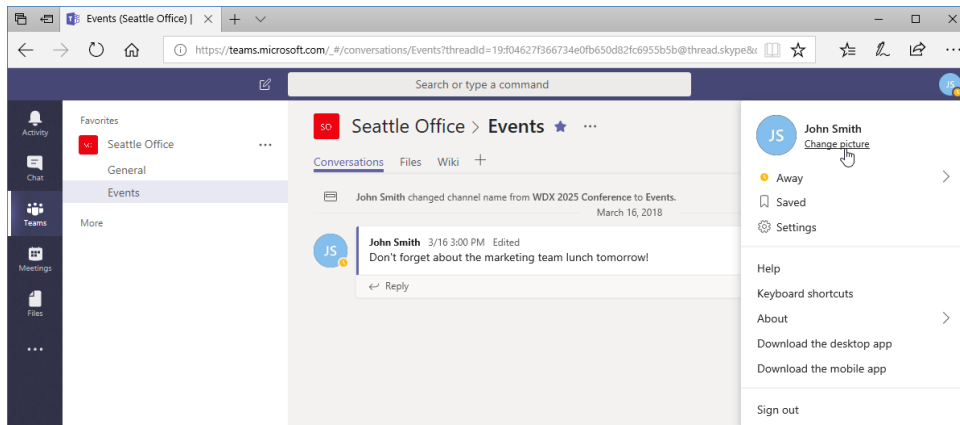 Events (Seattle Office) |
https://teams.microsoft.com/_#/conversations/Events?threadId=19:f04627f366734e0fb650d82fc6955b5b@thread.skype&
Search or type a command
JS
Activity
Chat
Teams
Meetings
Files
Favorites
SO Seattle Office
General
Events
More
SO Seattle Office > Events
Conversations Files Wiki
John Smith changed channel name from WDX 2025 Conference to Events.
March 16, 2018
JS John Smith 3/16 3:00 PM Edited
Don't forget about the marketing team lunch tomorrow!
Reply
JS John Smith
Change picture
Away
Saved
Settings
Help
Keyboard shortcuts
About
Download the desktop app
Download the mobile app
Sign out